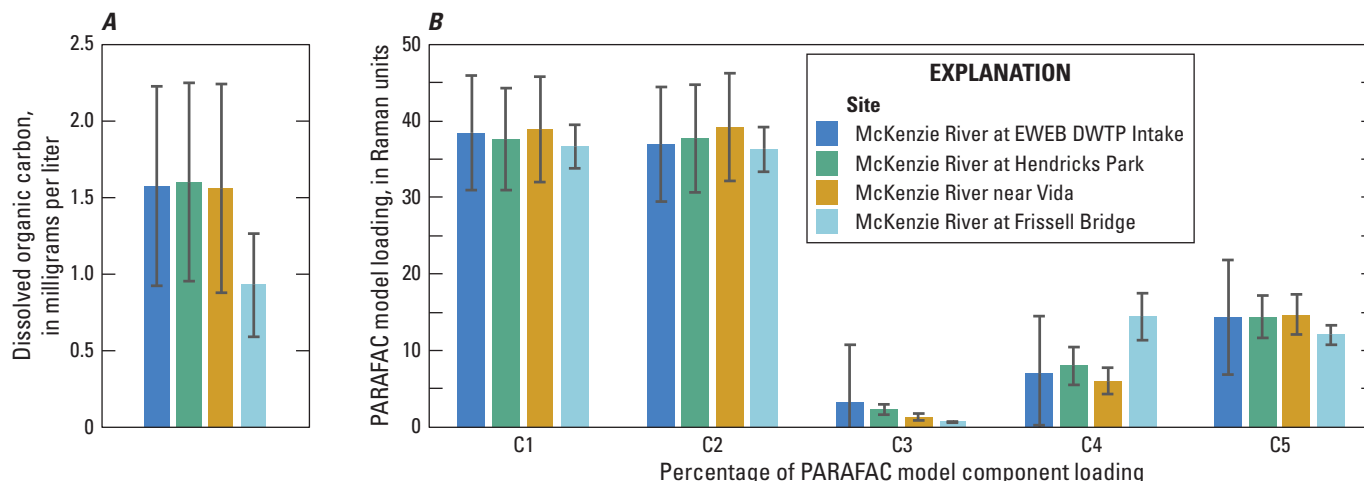 A
B
Dissolved organic carbon,
in milligrams per liter
2.5
2.0
1.5
1.0
0.5
0
PARAFAC model loading, in Raman units
50
40
30
20
10
0
EXPLANATION
Site
McKenzie River at EWEB DWTP Intake
McKenzie River at Hendricks Park
McKenzie River near Vida
McKenzie River at Frissell Bridge
C1 C2 C3 C4 C5
Percentage of PARAFAC model component loading